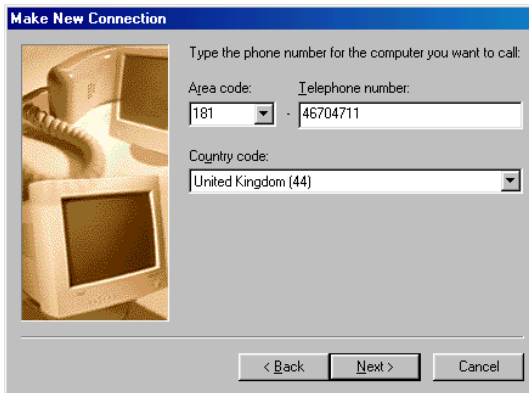 Make New Connection
Type the phone number for the computer you want to call:
Area code: Telephone number:
181 - 46704711
Country code:
United Kingdom (44)
< Back Next > Cancel